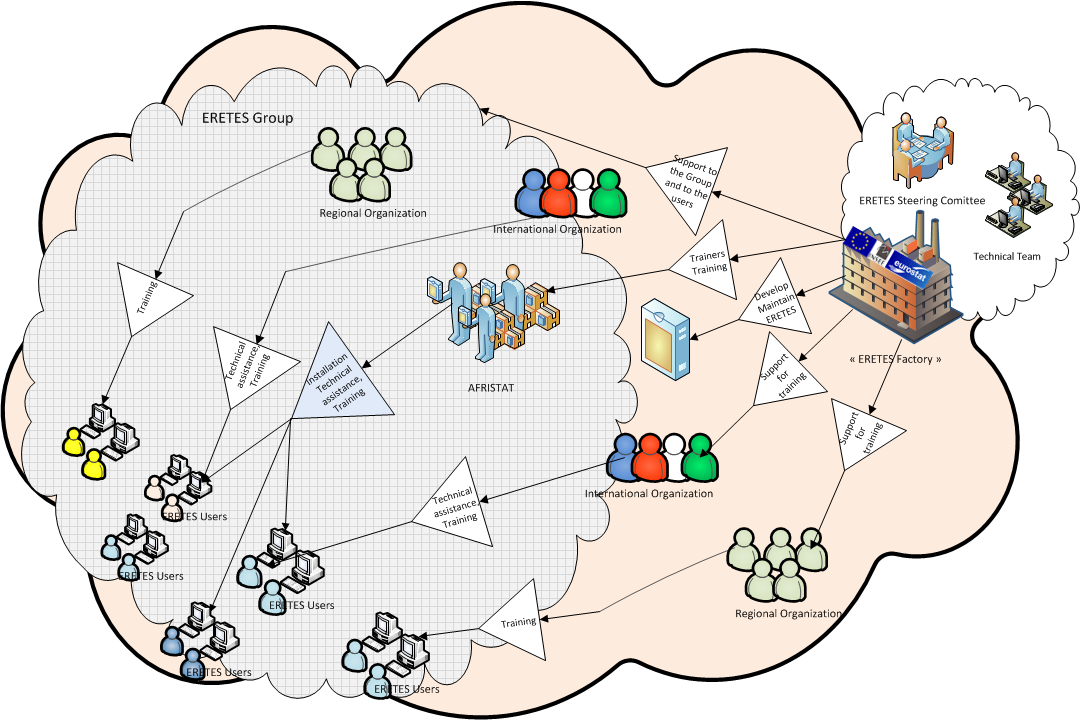 ERETES Group
Regional Organization
International Organization
Support to
the Group
and to the
users
ERETES Steering Comittee
Technical Team
eurostat
« ERETES Factory »
Trainers
Training
Develop
Maintain
ERETES
Training
Technical
assistance,
Training
Installation
Technical
assistance,
Training
AFRISTAT
Support
for
training
Support
for
training
International Organization
Technical
assistance,
Training
ERETES Users
ERETES Users
ERETES Users
ERETES Users
ERETES Users
Training
Regional Organization